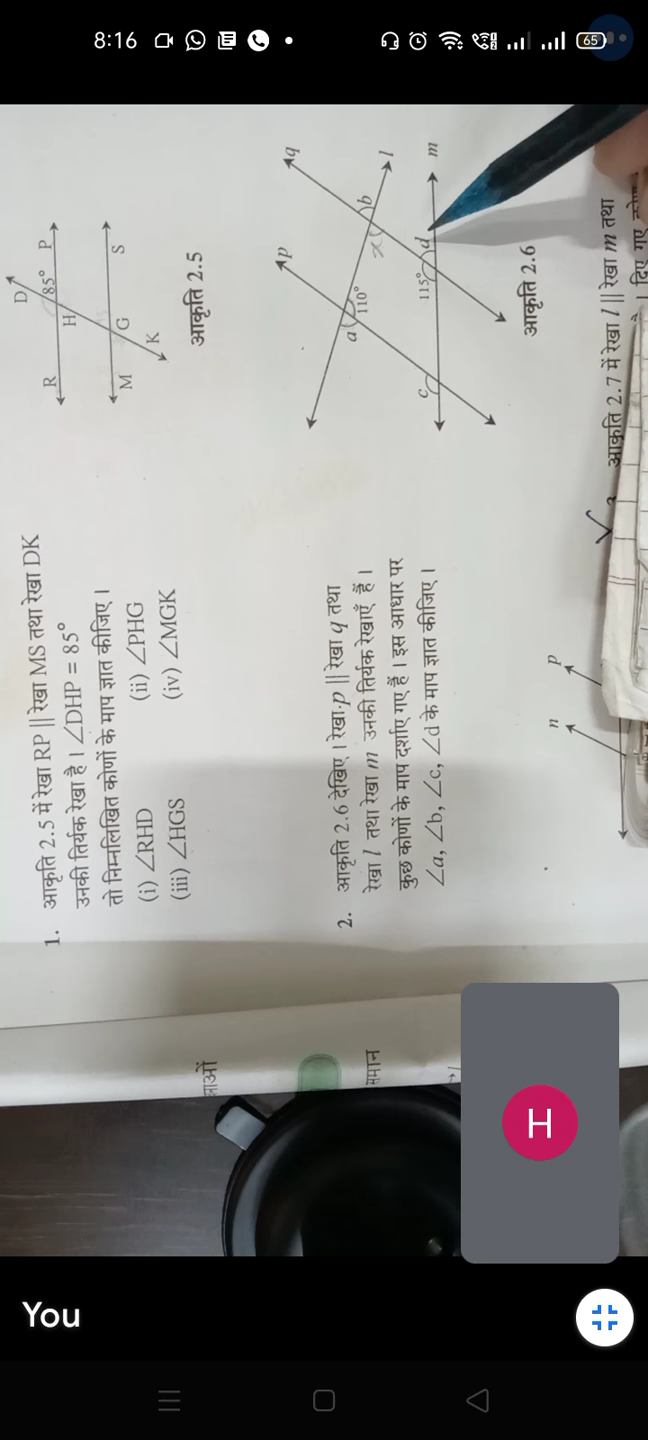 8:16
65
1. आकृति 2.5 में रेखा RP || रेखा MS तथा रेखा DK
उनकी तिर्यक रेखा है । ∠DHP = 85°
तो निम्नलिखित कोणों के माप ज्ञात कीजिए ।
(i) ∠RHD (ii) ∠PHG
(iii) ∠HGS (iv) ∠MGK
D
R H 85° P
M G S
K
आकृति 2.5
2. आकृति 2.6 देखिए । रेखा p || रेखा q तथा
रेखा l तथा रेखा m उनकी तिर्यक रेखाएँ हैं ।
कुछ कोणों के माप दर्शाए गए हैं । इस आधार पर
∠a, ∠b, ∠c, ∠d के माप ज्ञात कीजिए ।
p q
l
a 110° x b
c 115° d m
आकृति 2.6
आकृति 2.7 में रेखा l || रेखा m तथा
दिए गए
n p
समान
H
You